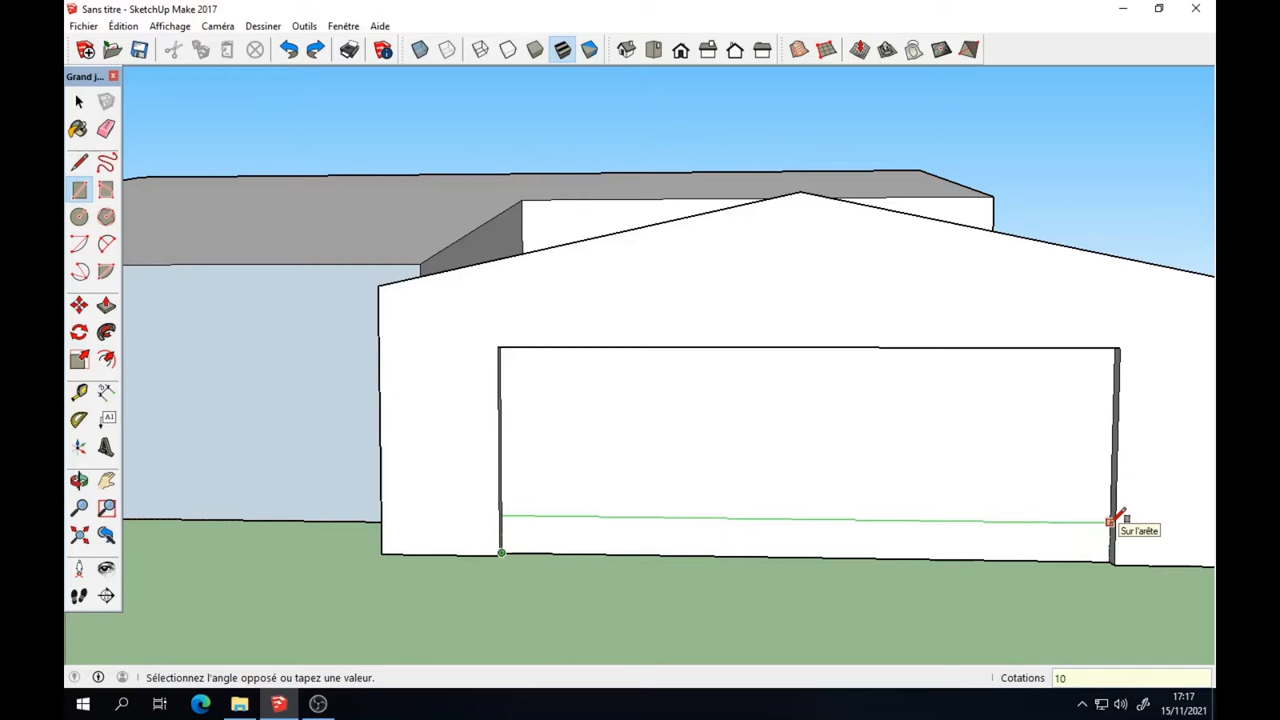 Sans titre - SketchUp Make 2017
Fichier Édition Affichage Caméra Dessiner Outils Fenêtre Aide
Grand j...
A1
Sur l'arête
Sélectionnez l'angle opposé ou tapez une valeur.
Cotations 10
17:17
15/11/2021